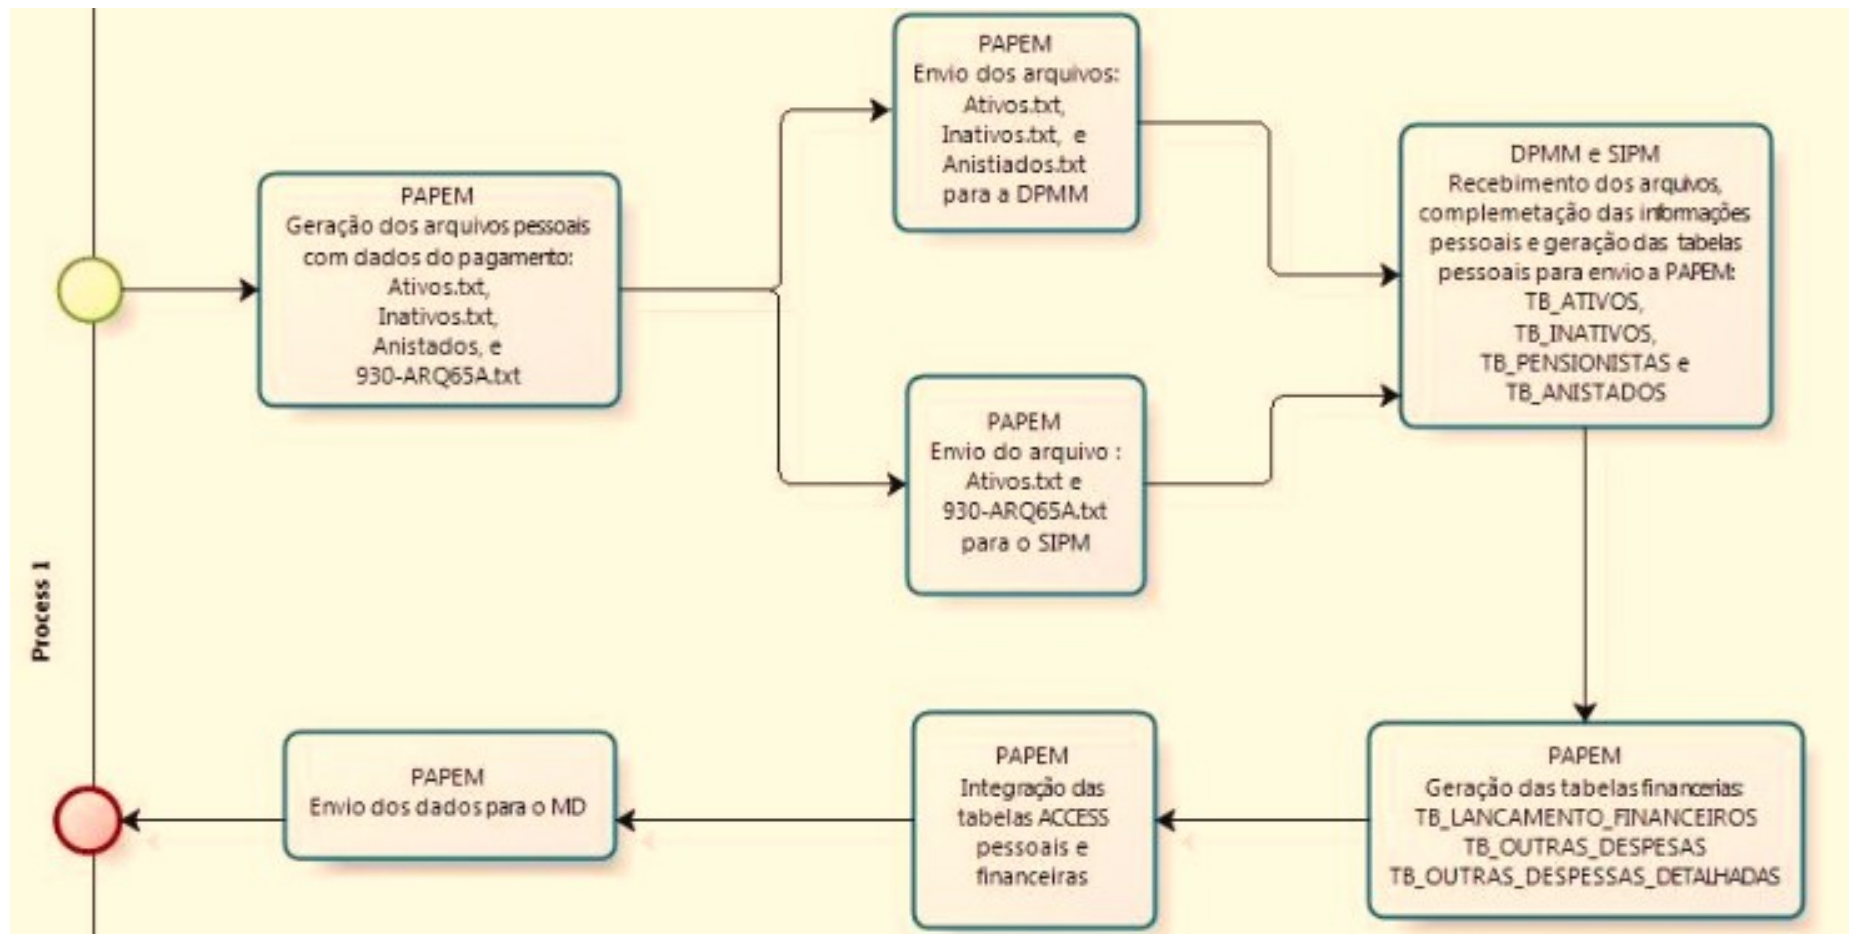 PAPEM
Envio dos arquivos:
Ativos.txt,
Inativos.txt, e
Anistiados.txt
para a DPMM
DPMM e SIPM
Recebimento dos arquivos,
complemetação das informações
pessoais e geração das tabelas
pessoais para envio a PAPEM:
TB_ATIVOS,
TB_INATIVOS,
TB_PENSIONISTAS e
TB_ANISTADOS
PAPEM
Geração dos arquivos pessoais
com dados do pagamento:
Ativos.txt,
Inativos.txt,
Anistados, e
930-ARQ65A.txt
PAPEM
Envio do arquivo :
Ativos.txt e
930-ARQ65A.txt
para o SIPM
Process 1
PAPEM
Envio dos dados para o MD
PAPEM
Integração das
tabelas ACCESS
pessoais e
financeiras
PAPEM
Geração das tabelas financerias:
TB_LANCAMENTO_FINANCEIROS
TB_OUTRAS_DESPESAS
TB_OUTRAS_DESPESSAS_DETALHADAS